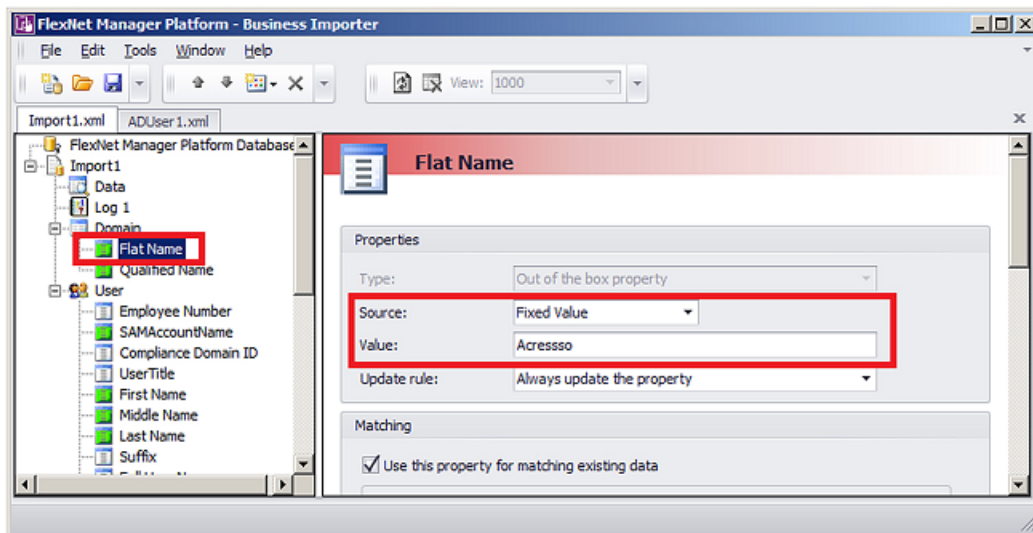 FlexNet Manager Platform - Business Importer
File Edit Tools Window Help
View: 1000
Import1.xml ADUser1.xml
FlexNet Manager Platform Database
Import1
Data
Log 1
Domain
Flat Name
Qualified Name
User
Employee Number
SAMAccountName
Compliance Domain ID
UserTitle
First Name
Middle Name
Last Name
Suffix
Flat Name
Properties
Type: Out of the box property
Source: Fixed Value
Value: Acressso
Update rule: Always update the property
Matching
Use this property for matching existing data